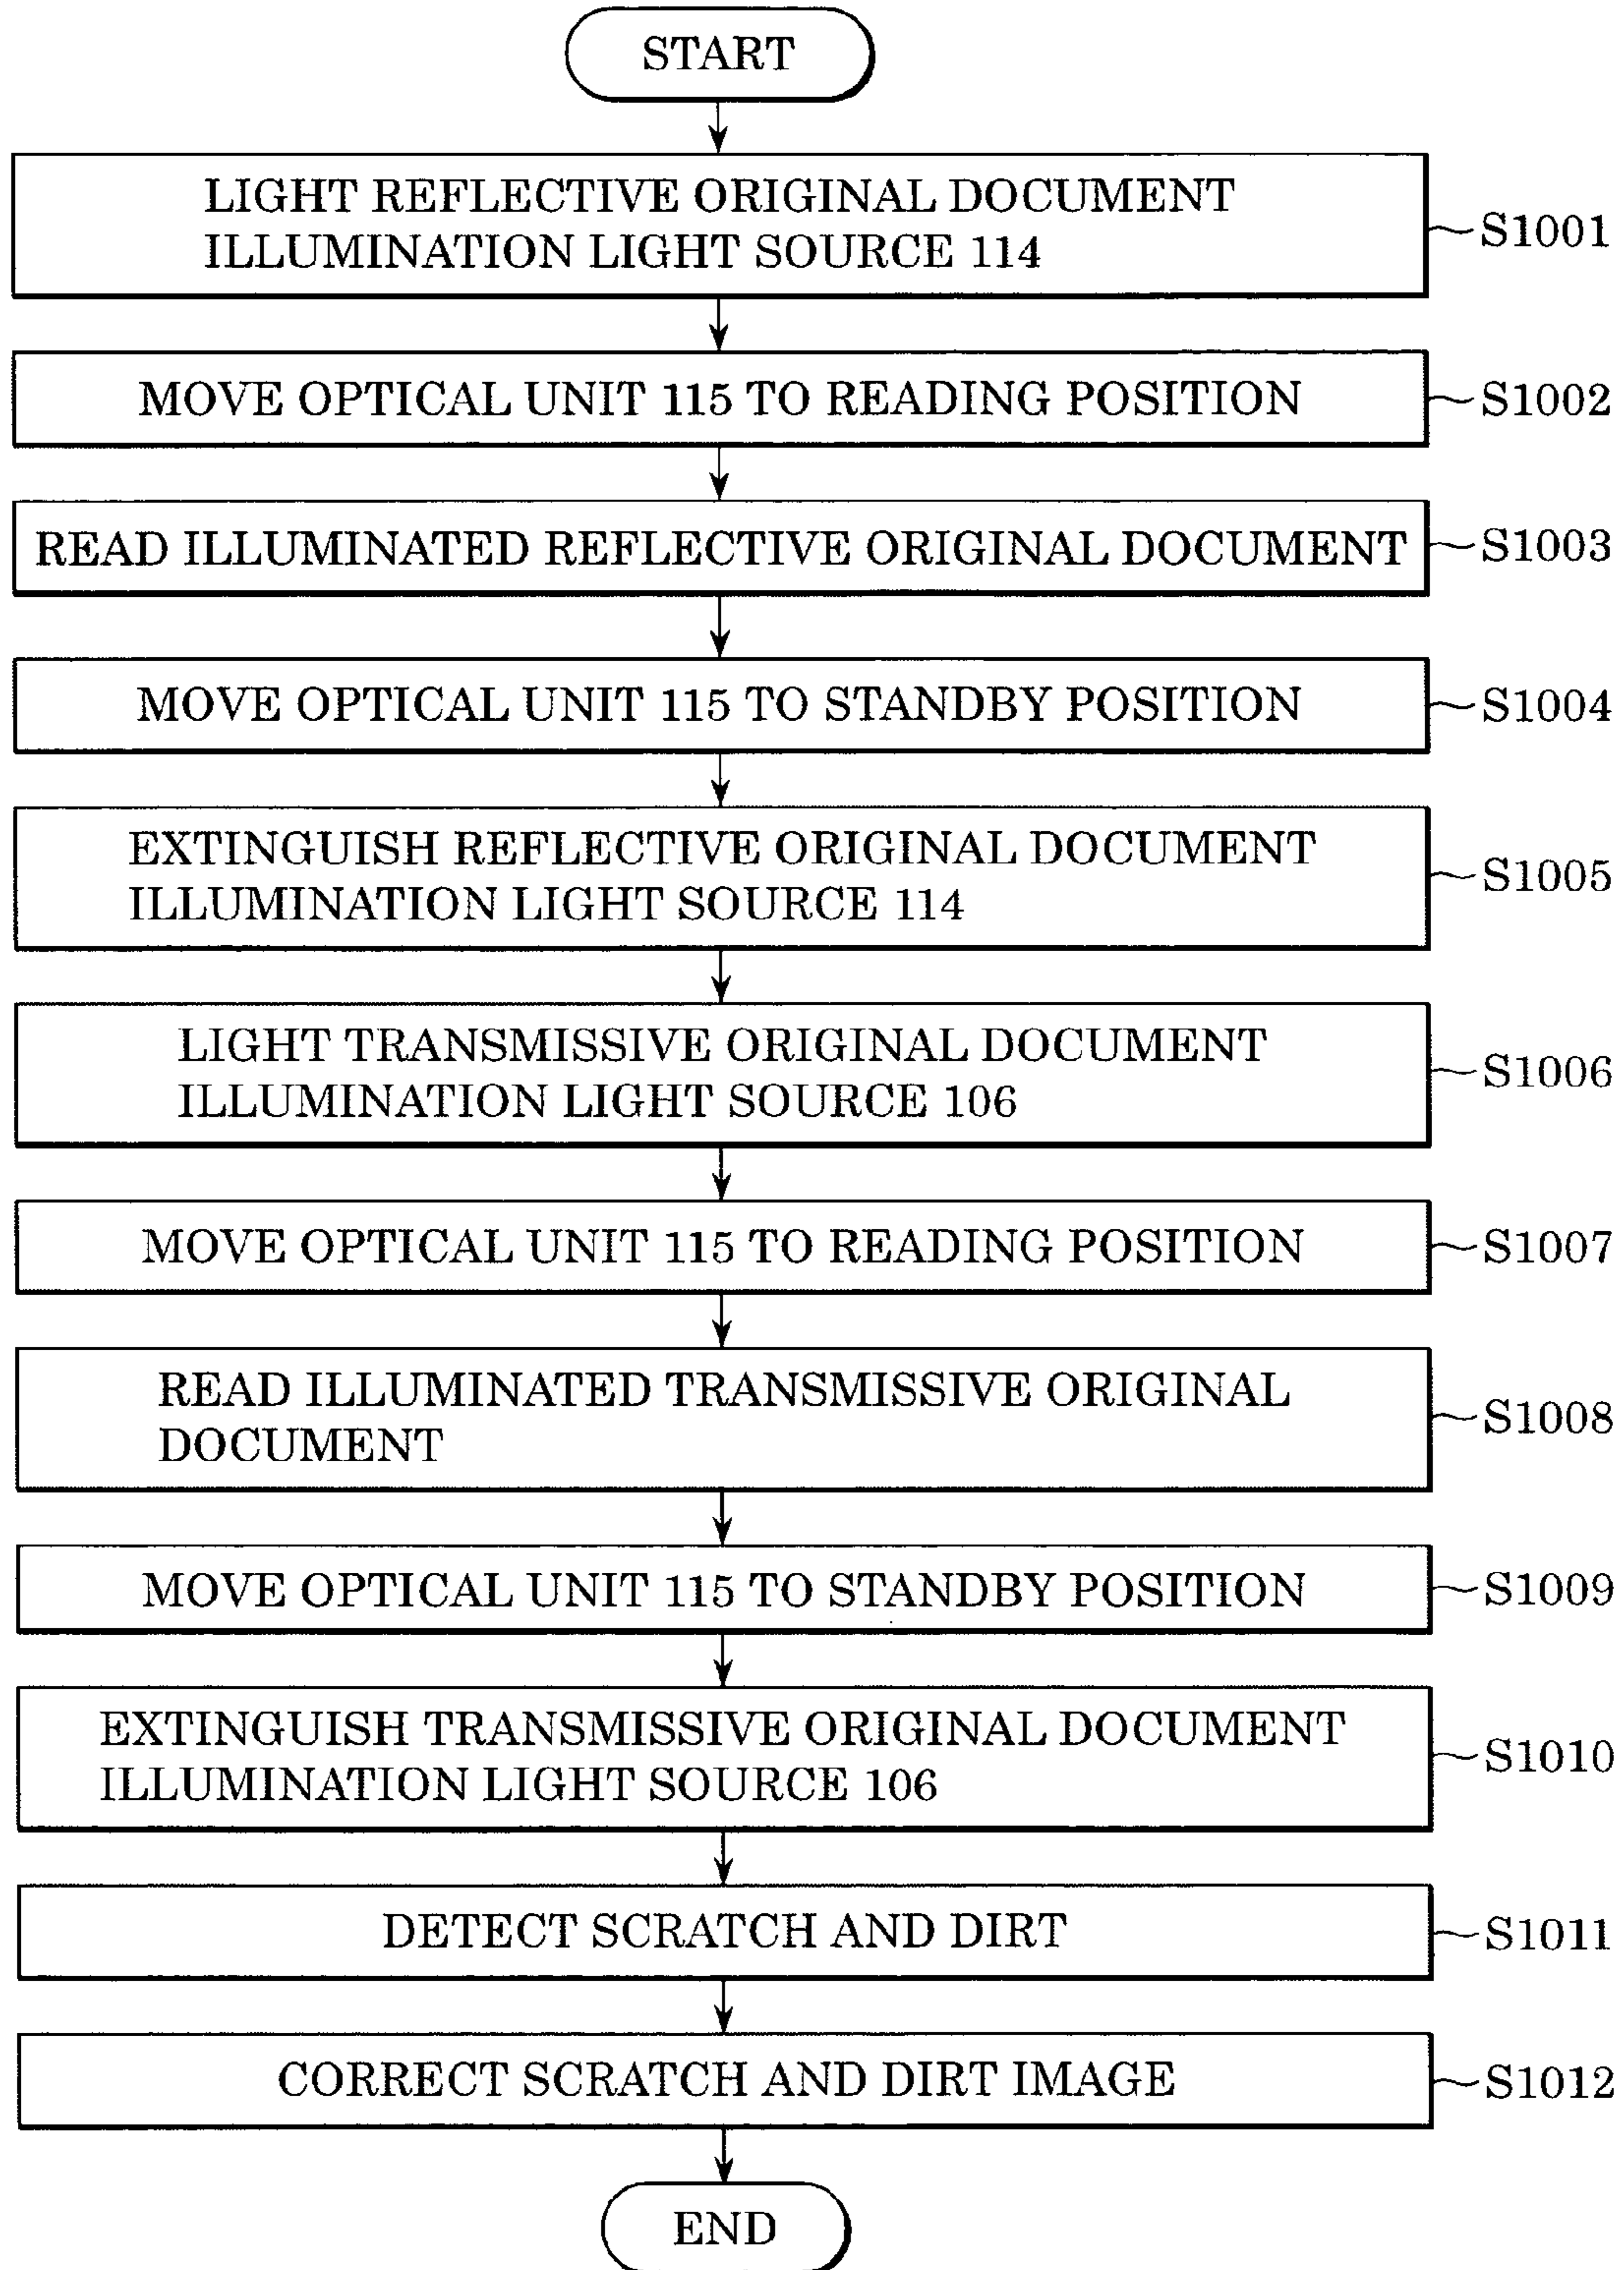 START
LIGHT REFLECTIVE ORIGINAL DOCUMENT
ILLUMINATION LIGHT SOURCE 114
S1001
MOVE OPTICAL UNIT 115 TO READING POSITION
S1002
READ ILLUMINATED REFLECTIVE ORIGINAL DOCUMENT
S1003
MOVE OPTICAL UNIT 115 TO STANDBY POSITION
S1004
EXTINGUISH REFLECTIVE ORIGINAL DOCUMENT
ILLUMINATION LIGHT SOURCE 114
S1005
LIGHT TRANSMISSIVE ORIGINAL DOCUMENT
ILLUMINATION LIGHT SOURCE 106
S1006
MOVE OPTICAL UNIT 115 TO READING POSITION
S1007
READ ILLUMINATED TRANSMISSIVE ORIGINAL
DOCUMENT
S1008
MOVE OPTICAL UNIT 115 TO STANDBY POSITION
S1009
EXTINGUISH TRANSMISSIVE ORIGINAL DOCUMENT
ILLUMINATION LIGHT SOURCE 106
S1010
DETECT SCRATCH AND DIRT
S1011
CORRECT SCRATCH AND DIRT IMAGE
S1012
END